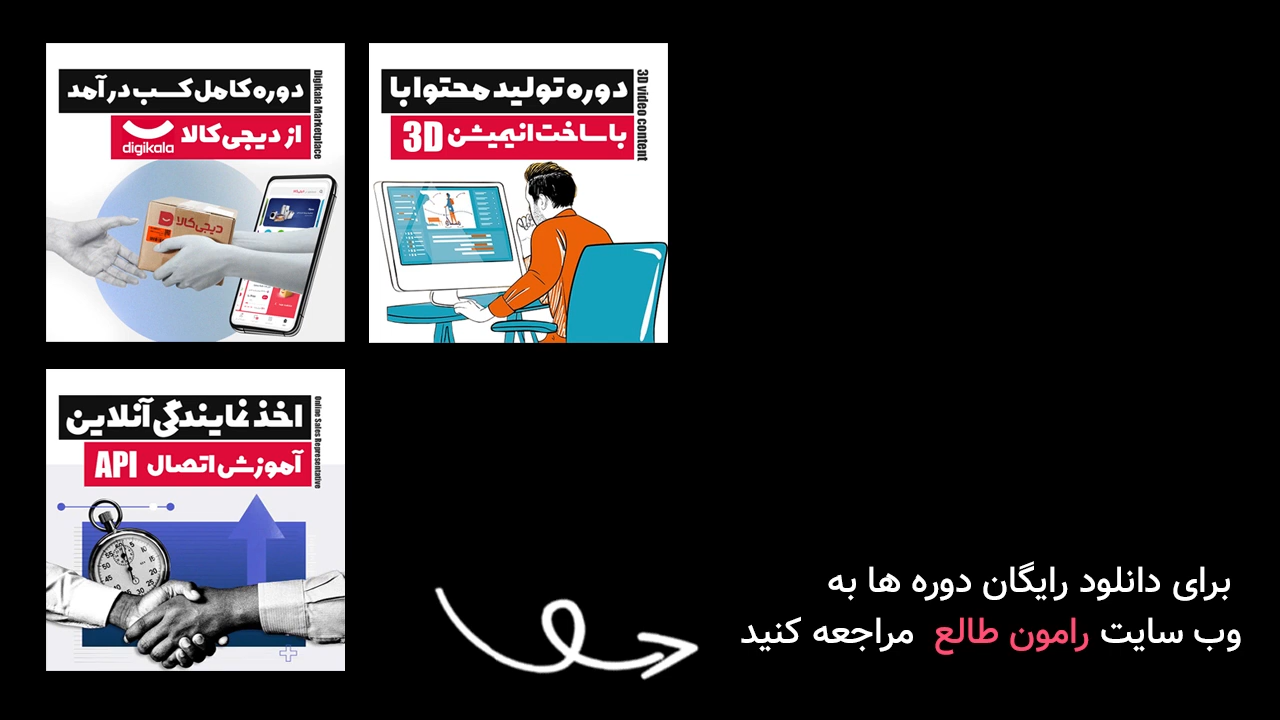 دوره کامل کسب درآمد
از دیجی‌کالا digikala
Digikala Marketplace
دیجی‌کالا
دوره تولید محتوا با
با ساخت انیمیشن 3D
3D video content
اخذ نمایندگی آنلاین
آموزش اتصال API
Online Sales Representative
برای دانلود رایگان دوره ها به
وب سایت رامون طالع مراجعه کنید